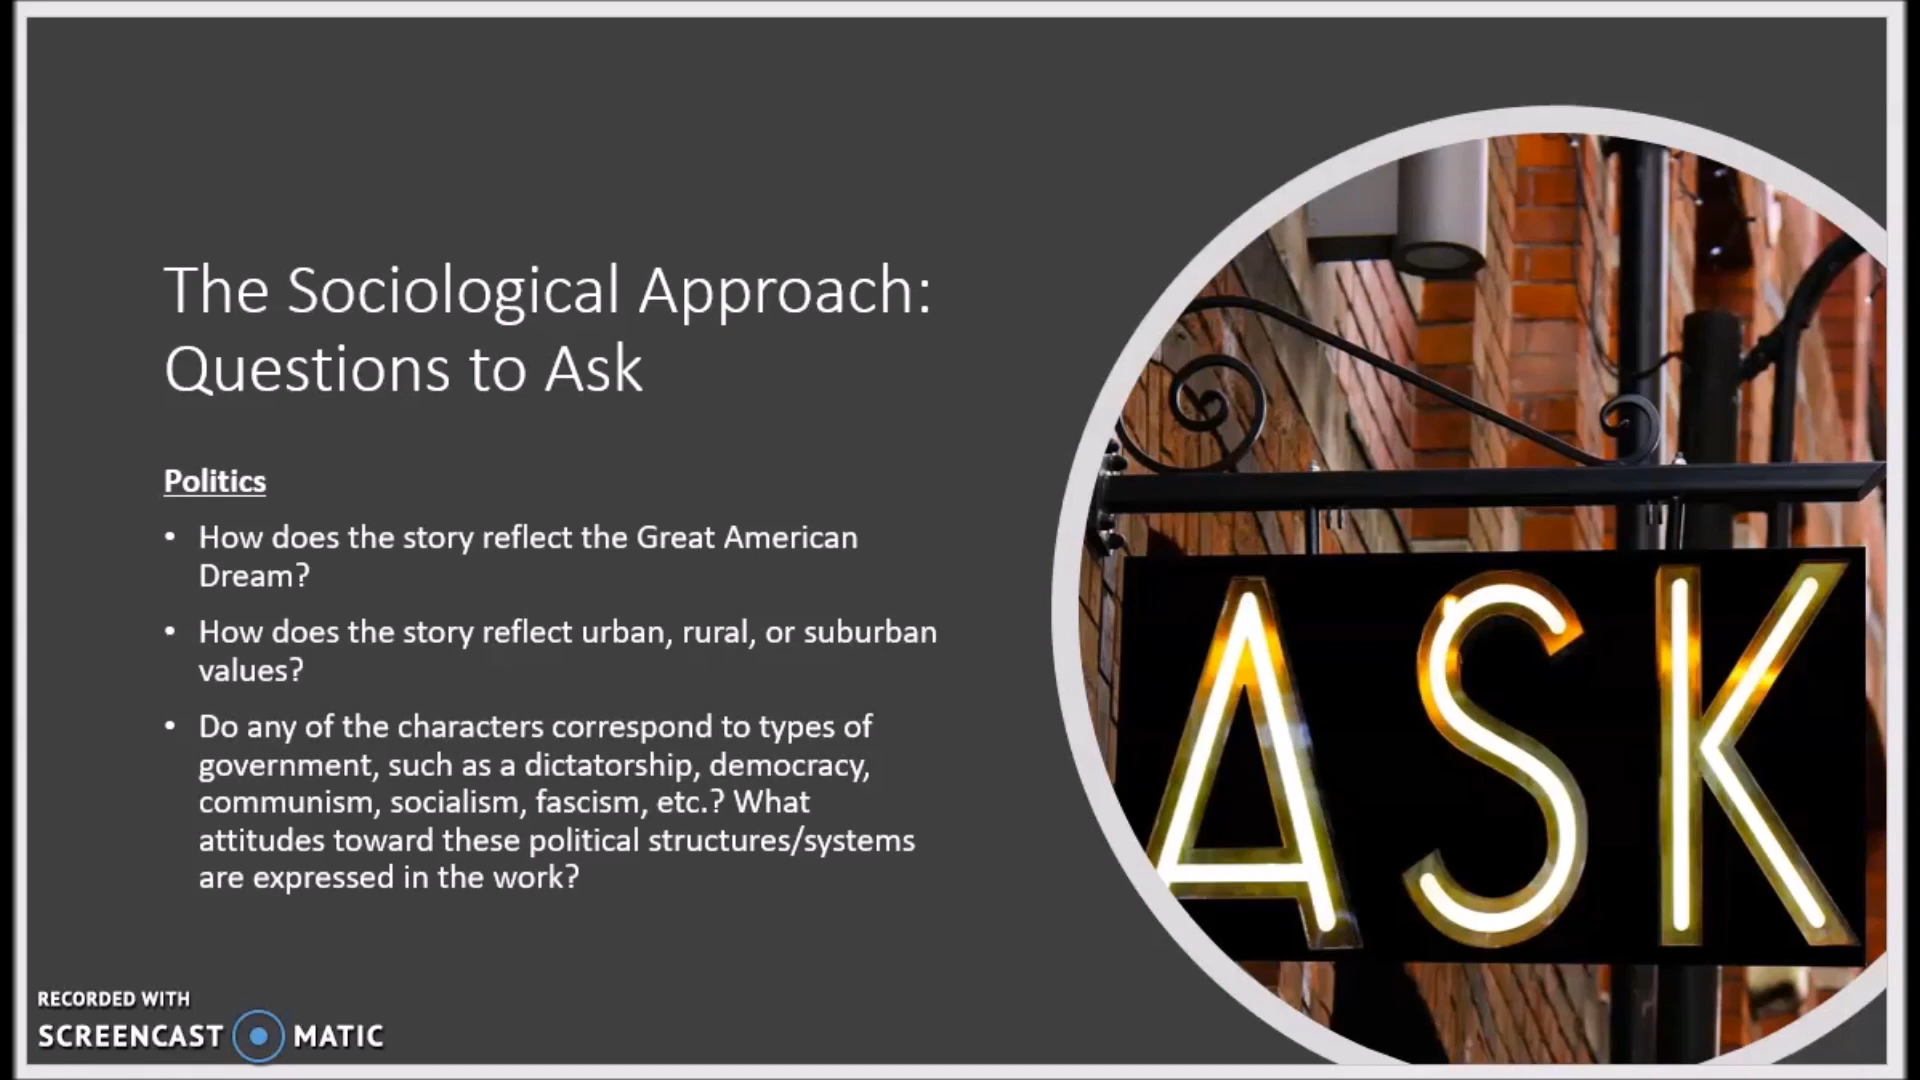 The Sociological Approach:
Questions to Ask
Politics
• How does the story reflect the Great American
Dream?
• How does the story reflect urban, rural, or suburban
values?
• Do any of the characters correspond to types of
government, such as a dictatorship, democracy,
communism, socialism, fascism, etc.? What
attitudes toward these political structures/systems
are expressed in the work?
ASK
RECORDED WITH
SCREENCAST MATIC